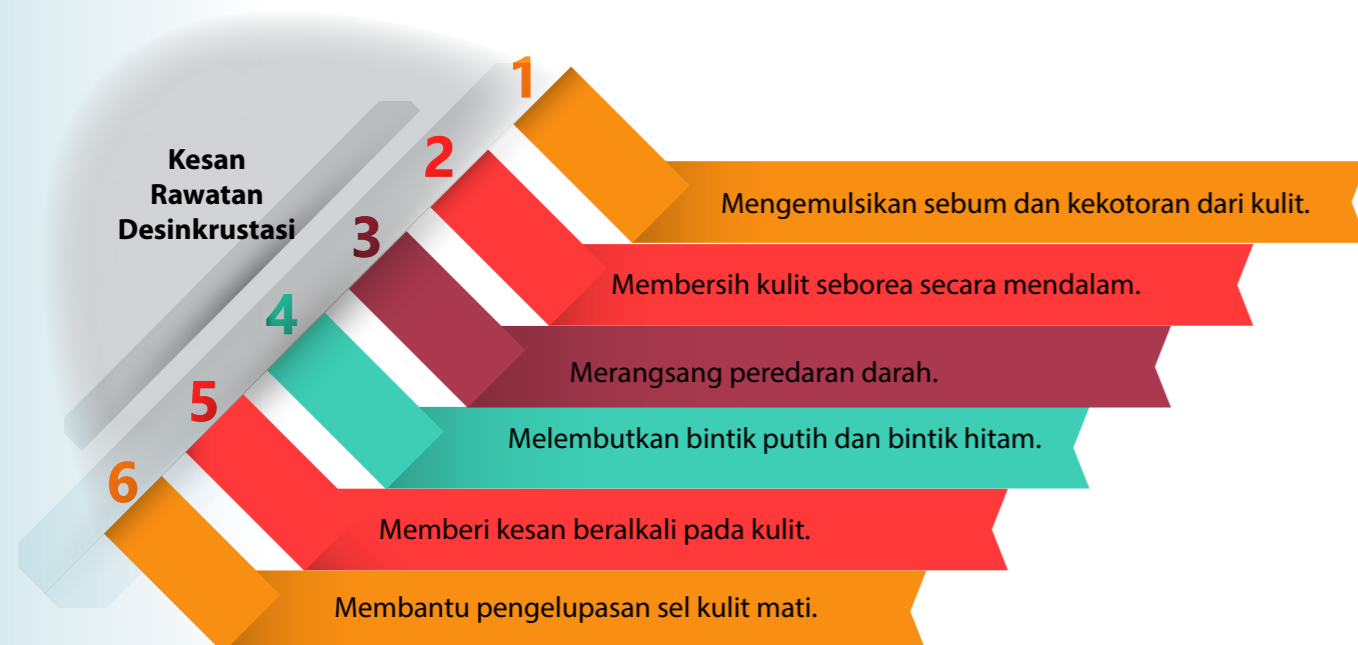 Kesan
Rawatan
Desinkrustasi
1
Mengemulsikan sebum dan kekotoran dari kulit.
2
Membersih kulit seborea secara mendalam.
3
Merangsang peredaran darah.
4
Melembutkan bintik putih dan bintik hitam.
5
Memberi kesan beralkali pada kulit.
6
Membantu pengelupasan sel kulit mati.